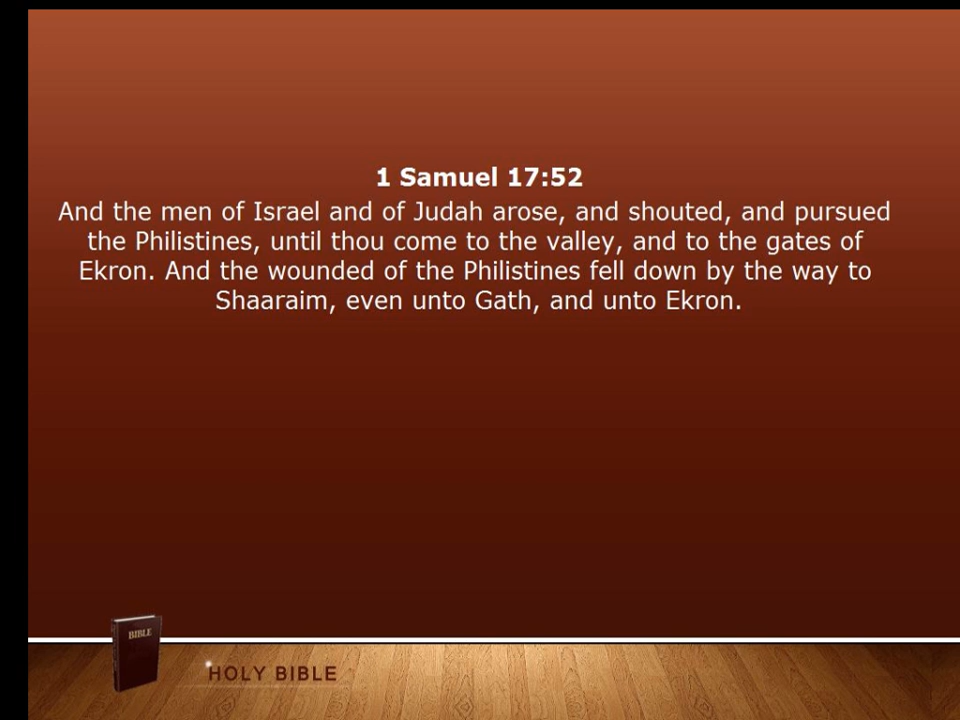 1 Samuel 17:52
And the men of Israel and of Judah arose, and shouted, and pursued
the Philistines, until thou come to the valley, and to the gates of
Ekron. And the wounded of the Philistines fell down by the way to
Shaaraim, even unto Gath, and unto Ekron.
BIBLE
HOLY BIBLE